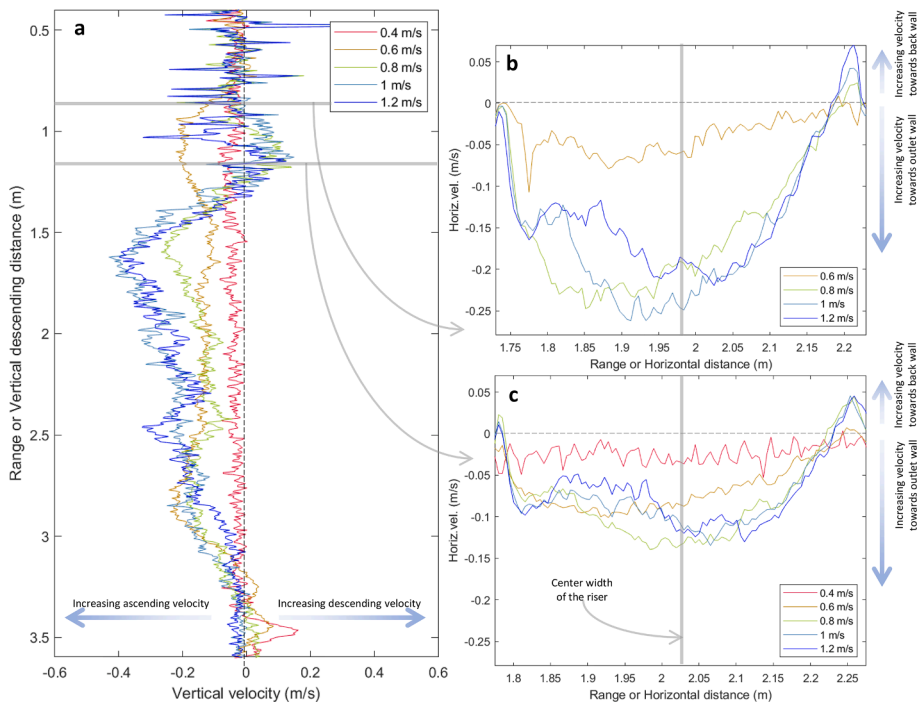 a
0.4 m/s
0.6 m/s
0.8 m/s
1 m/s
1.2 m/s
0.5
1
1.5
2
2.5
3
3.5
Range or Vertical descending distance (m)
Increasing ascending velocity
Increasing descending velocity
-0.6
-0.4
-0.2
0
0.2
0.4
0.6
Vertical velocity (m/s)
b
0.05
0
-0.05
-0.1
-0.15
-0.2
-0.25
Horiz.vel. (m/s)
0.6 m/s
0.8 m/s
1 m/s
1.2 m/s
1.75
1.8
1.85
1.9
1.95
2
2.05
2.1
2.15
2.2
Range or Horizontal distance (m)
Increasing velocity
towards back wall
Increasing velocity
towards outlet wall
c
0.05
0
-0.05
-0.1
-0.15
-0.2
-0.25
Horiz.vel. (m/s)
Center width
of the riser
0.4 m/s
0.6 m/s
0.8 m/s
1 m/s
1.2 m/s
1.8
1.85
1.9
1.95
2
2.05
2.1
2.15
2.2
2.25
Range or Horizontal distance (m)
Increasing velocity
towards back wall
Increasing velocity
towards outlet wall